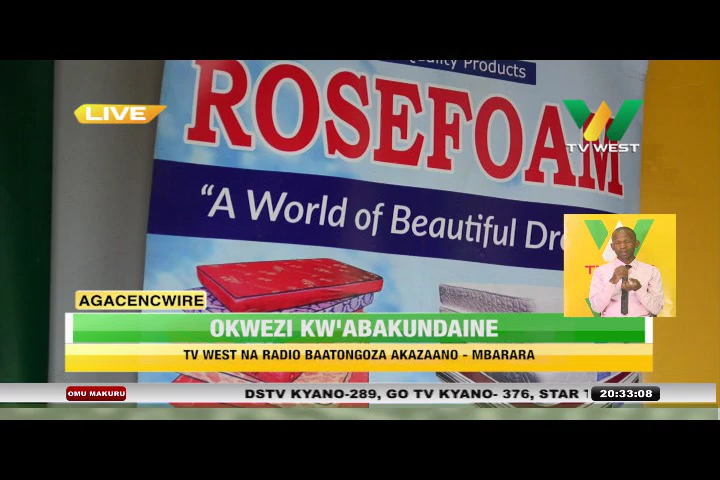 Quality Products
ROSEFOAM
LIVE
TV WEST
"A World of Beautiful
AGACENCWIRE
OKWEZI KW'ABAKUNDAINE
TV WEST NA RADIO BAATONGOZA AKAZAANO - MBARARA
OMU MAKURU
DSTV KYANO-289, GO TV KYANO- 376, STAR
20:33:08